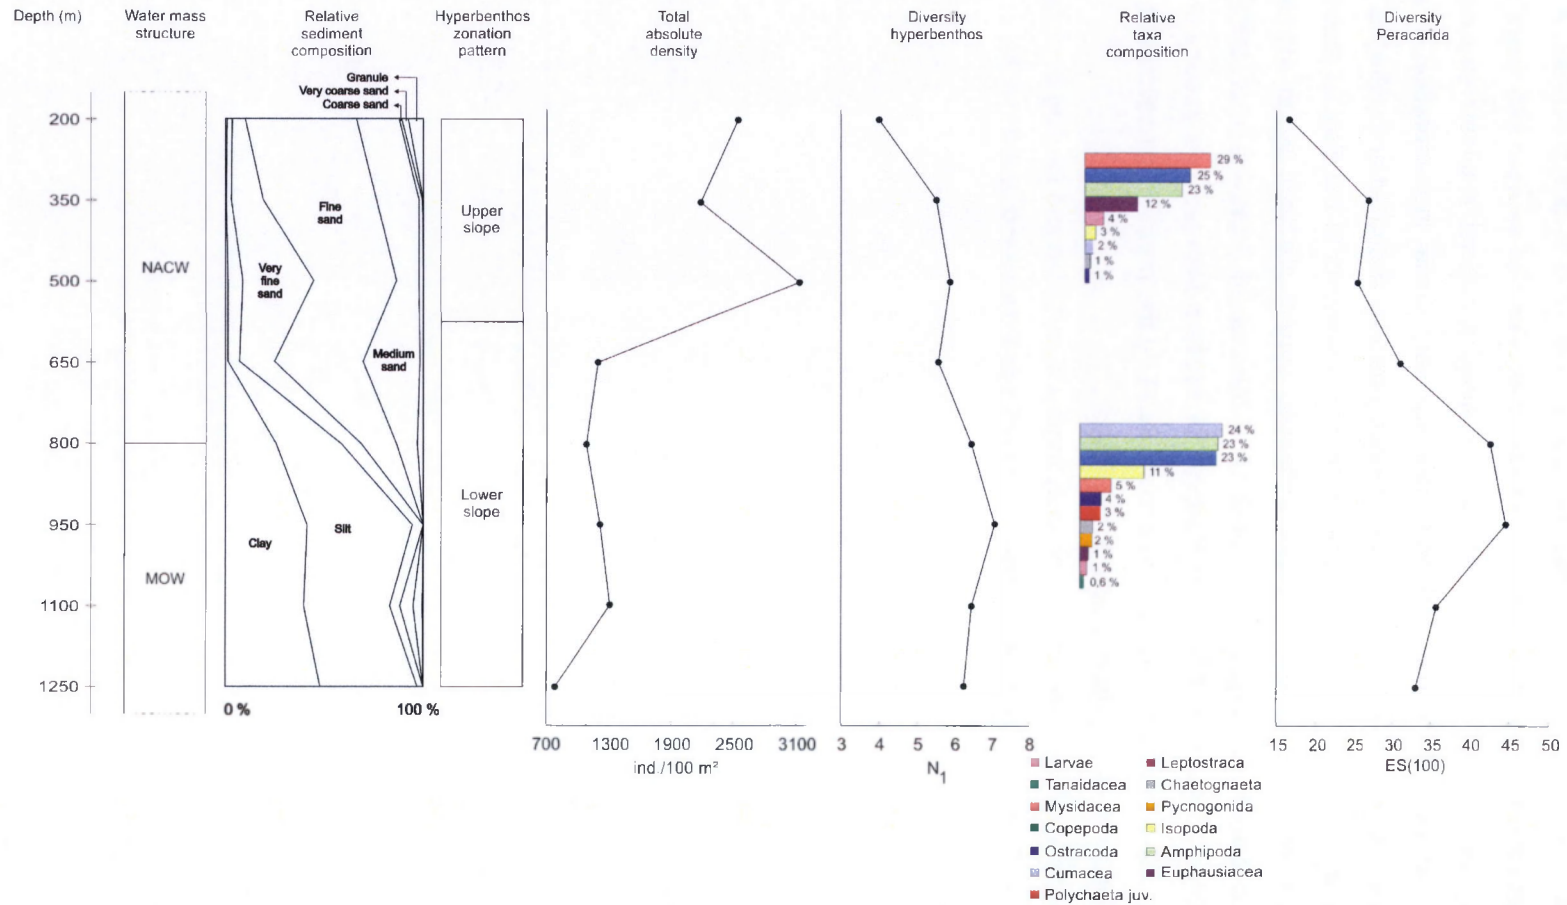 Depth (m)
Water mass
structure
Relative
sediment
composition
Hyperbenthos
zonation
pattern
Total
absolute
density
Diversity
hyperbenthos
Relative
taxa
composition
Diversity
Peracarida
Granule
Very coarse sand
Coarse sand
200
350
500
650
800
950
1100
1250
NACW
MOW
Fine
sand
Very
fine
sand
Medium
sand
Clay
Silt
0 %
100 %
Upper
slope
Lower
slope
700 1300 1900 2500 3100
ind./100 m²
3 4 5 6 7 8
N1
29 %
25 %
23 %
12 %
4 %
3 %
2 %
1 %
1 %
24 %
23 %
23 %
11 %
5 %
4 %
3 %
2 %
2 %
1 %
1 %
0,6 %
15 20 25 30 35 40 45 50
ES(100)
Larvae
Tanaidacea
Mysidacea
Copepoda
Ostracoda
Cumacea
Polychaeta juv.
Leptostraca
Chaetognaeta
Pycnogonida
Isopoda
Amphipoda
Euphausiacea